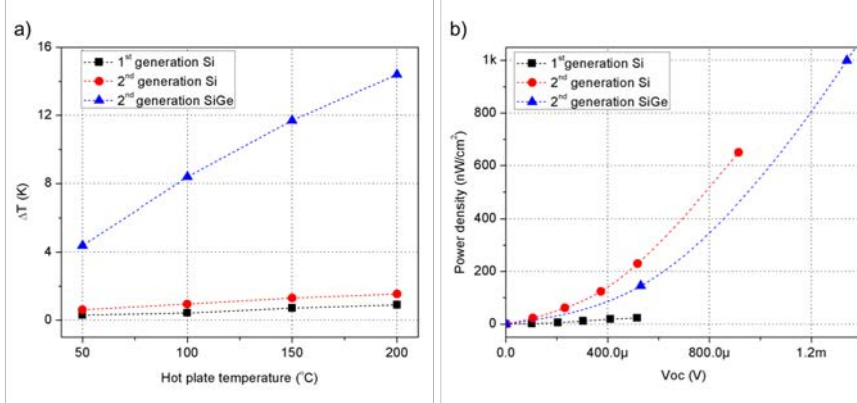 a)
16
12
8
4
0
ΔT (K)
1st generation Si
2nd generation Si
2nd generation SiGe
50
100
150
200
Hot plate temperature (°C)
b)
1k
800
600
400
200
0
Power density (nW/cm²)
1st generation Si
2nd generation Si
2nd generation SiGe
0.0
400.0µ
800.0µ
1.2m
Voc (V)